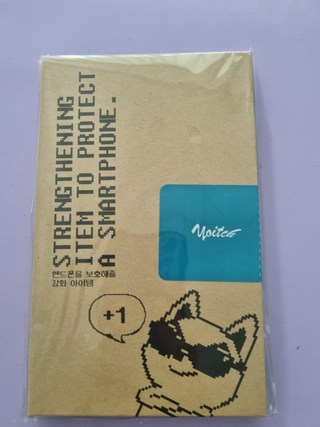 STRENGTHENING
ITEM TO PROTECT
A SMARTPHONE.
핸드폰을 보호해줄
강화 아이템
+1